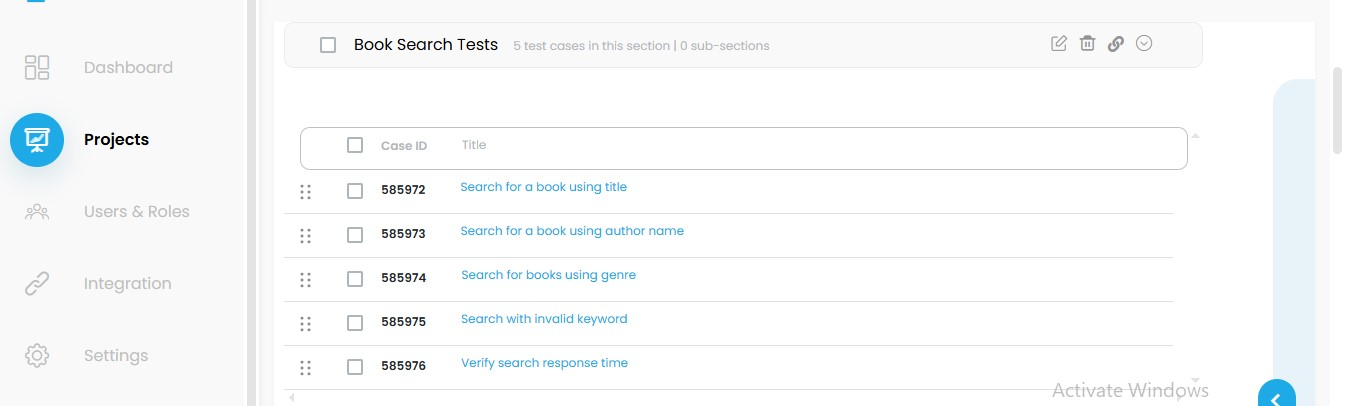 Book Search Tests 5 test cases in this section | 0 sub-sections
Dashboard
Projects
Users & Roles
Integration
Settings
Case ID Title
585972 Search for a book using title
585973 Search for a book using author name
585974 Search for books using genre
585975 Search with invalid keyword
585976 Verify search response time
Activate Windows